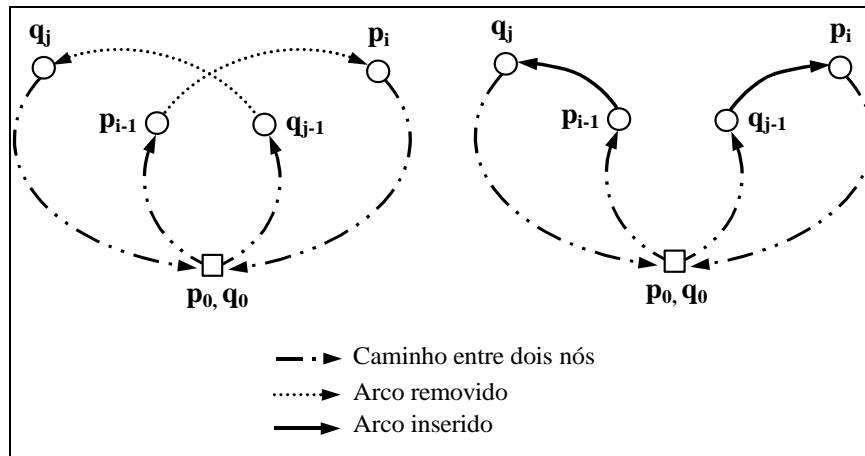 qj pi qj pi
pi-1 qj-1 pi-1 qj-1
p0, q0 p0, q0
Caminho entre dois nós
Arco removido
Arco inserido